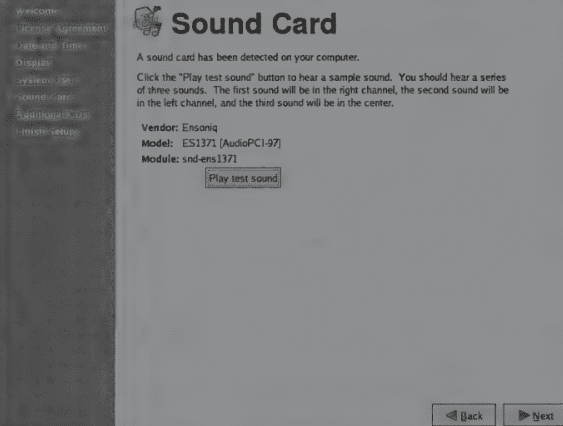 Welcome
License Agreement
Date and Time
Display
System User
Sound Card
Additional CDs
Finish Setup
Sound Card
A sound card has been detected on your computer.
Click the "Play test sound" button to hear a sample sound. You should hear a series
of three sounds. The first sound will be in the right channel, the second sound will be
in the left channel, and the third sound will be in the center.
Vendor: Ensoniq
Model: ES1371 [AudioPCI-97]
Module: snd-ens1371
Play test sound
Back
Next